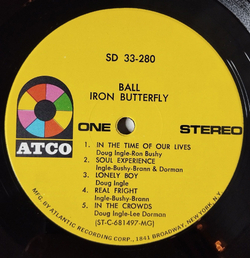 SD 33-280
BALL
IRON BUTTERFLY
ATCO
ONE
STEREO
1. IN THE TIME OF OUR LIVES
Doug Ingle-Ron Bushy
2. SOUL EXPERIENCE
Ingle-Bushy-Brann & Dorman
3. LONELY BOY
Doug Ingle
4. REAL FRIGHT
Ingle-Bushy-Brann
5. IN THE CROWDS
Doug Ingle-Lee Dorman
(ST-C-681497-MG)
MFG. BY ATLANTIC RECORDING CORP., 1841 BROADWAY, NEW YORK, N.Y.